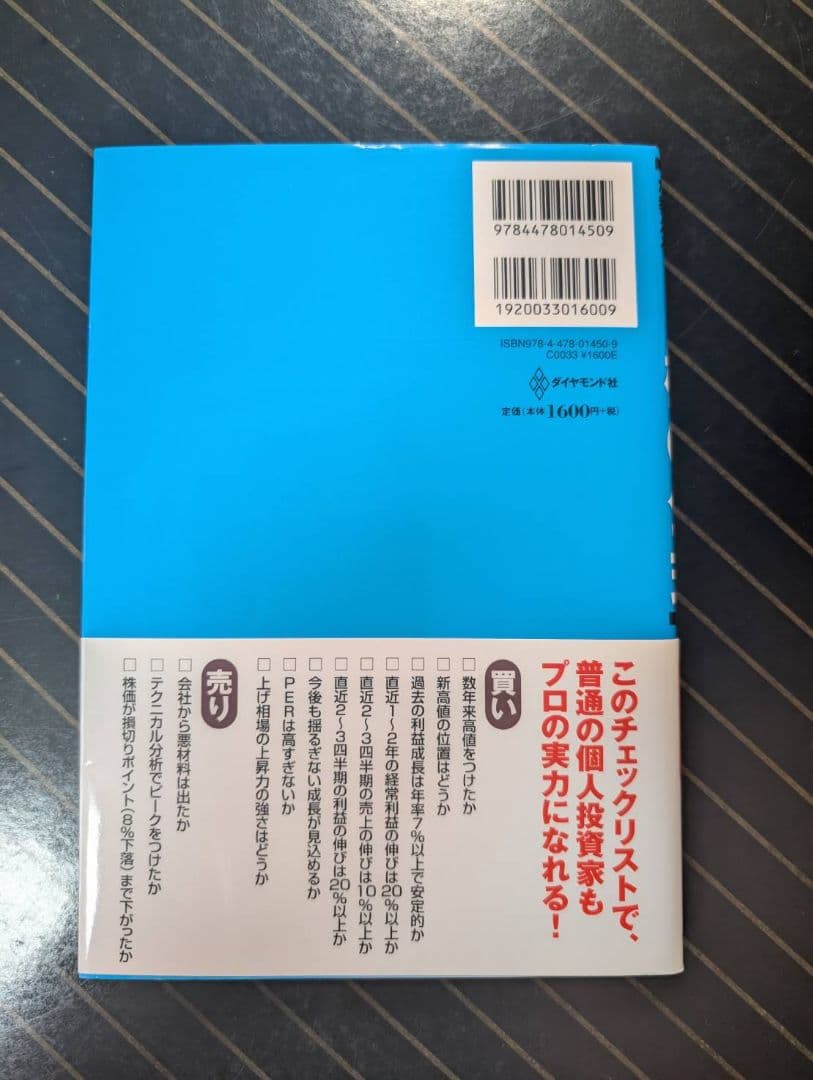 9784478014509
1920033016009
ISBN978-4-478-01450-9
C0033 ¥1600E
ダイヤモンド社
定価(本体1600円+税)
このチェックリストで、
普通の個人投資家も
プロの実力になれる!
買い
□ 数年来高値をつけたか
□ 新高値の位置はどうか
□ 過去の利益成長は年率7%以上で安定的か
□ 直近1〜2年の経常利益の伸びは20%以上か
□ 直近2〜3四半期の売上の伸びは10%以上か
□ 直近2〜3四半期の利益の伸びは20%以上か
□ 今後も揺るぎない成長が見込めるか
□ PERは高すぎないか
□ 上げ相場の上昇力の強さはどうか
売り
□ 会社から悪材料は出たか
□ テクニカル分析でピークをつけたか
□ 株価が損切りポイント(8%下落)まで下がったか